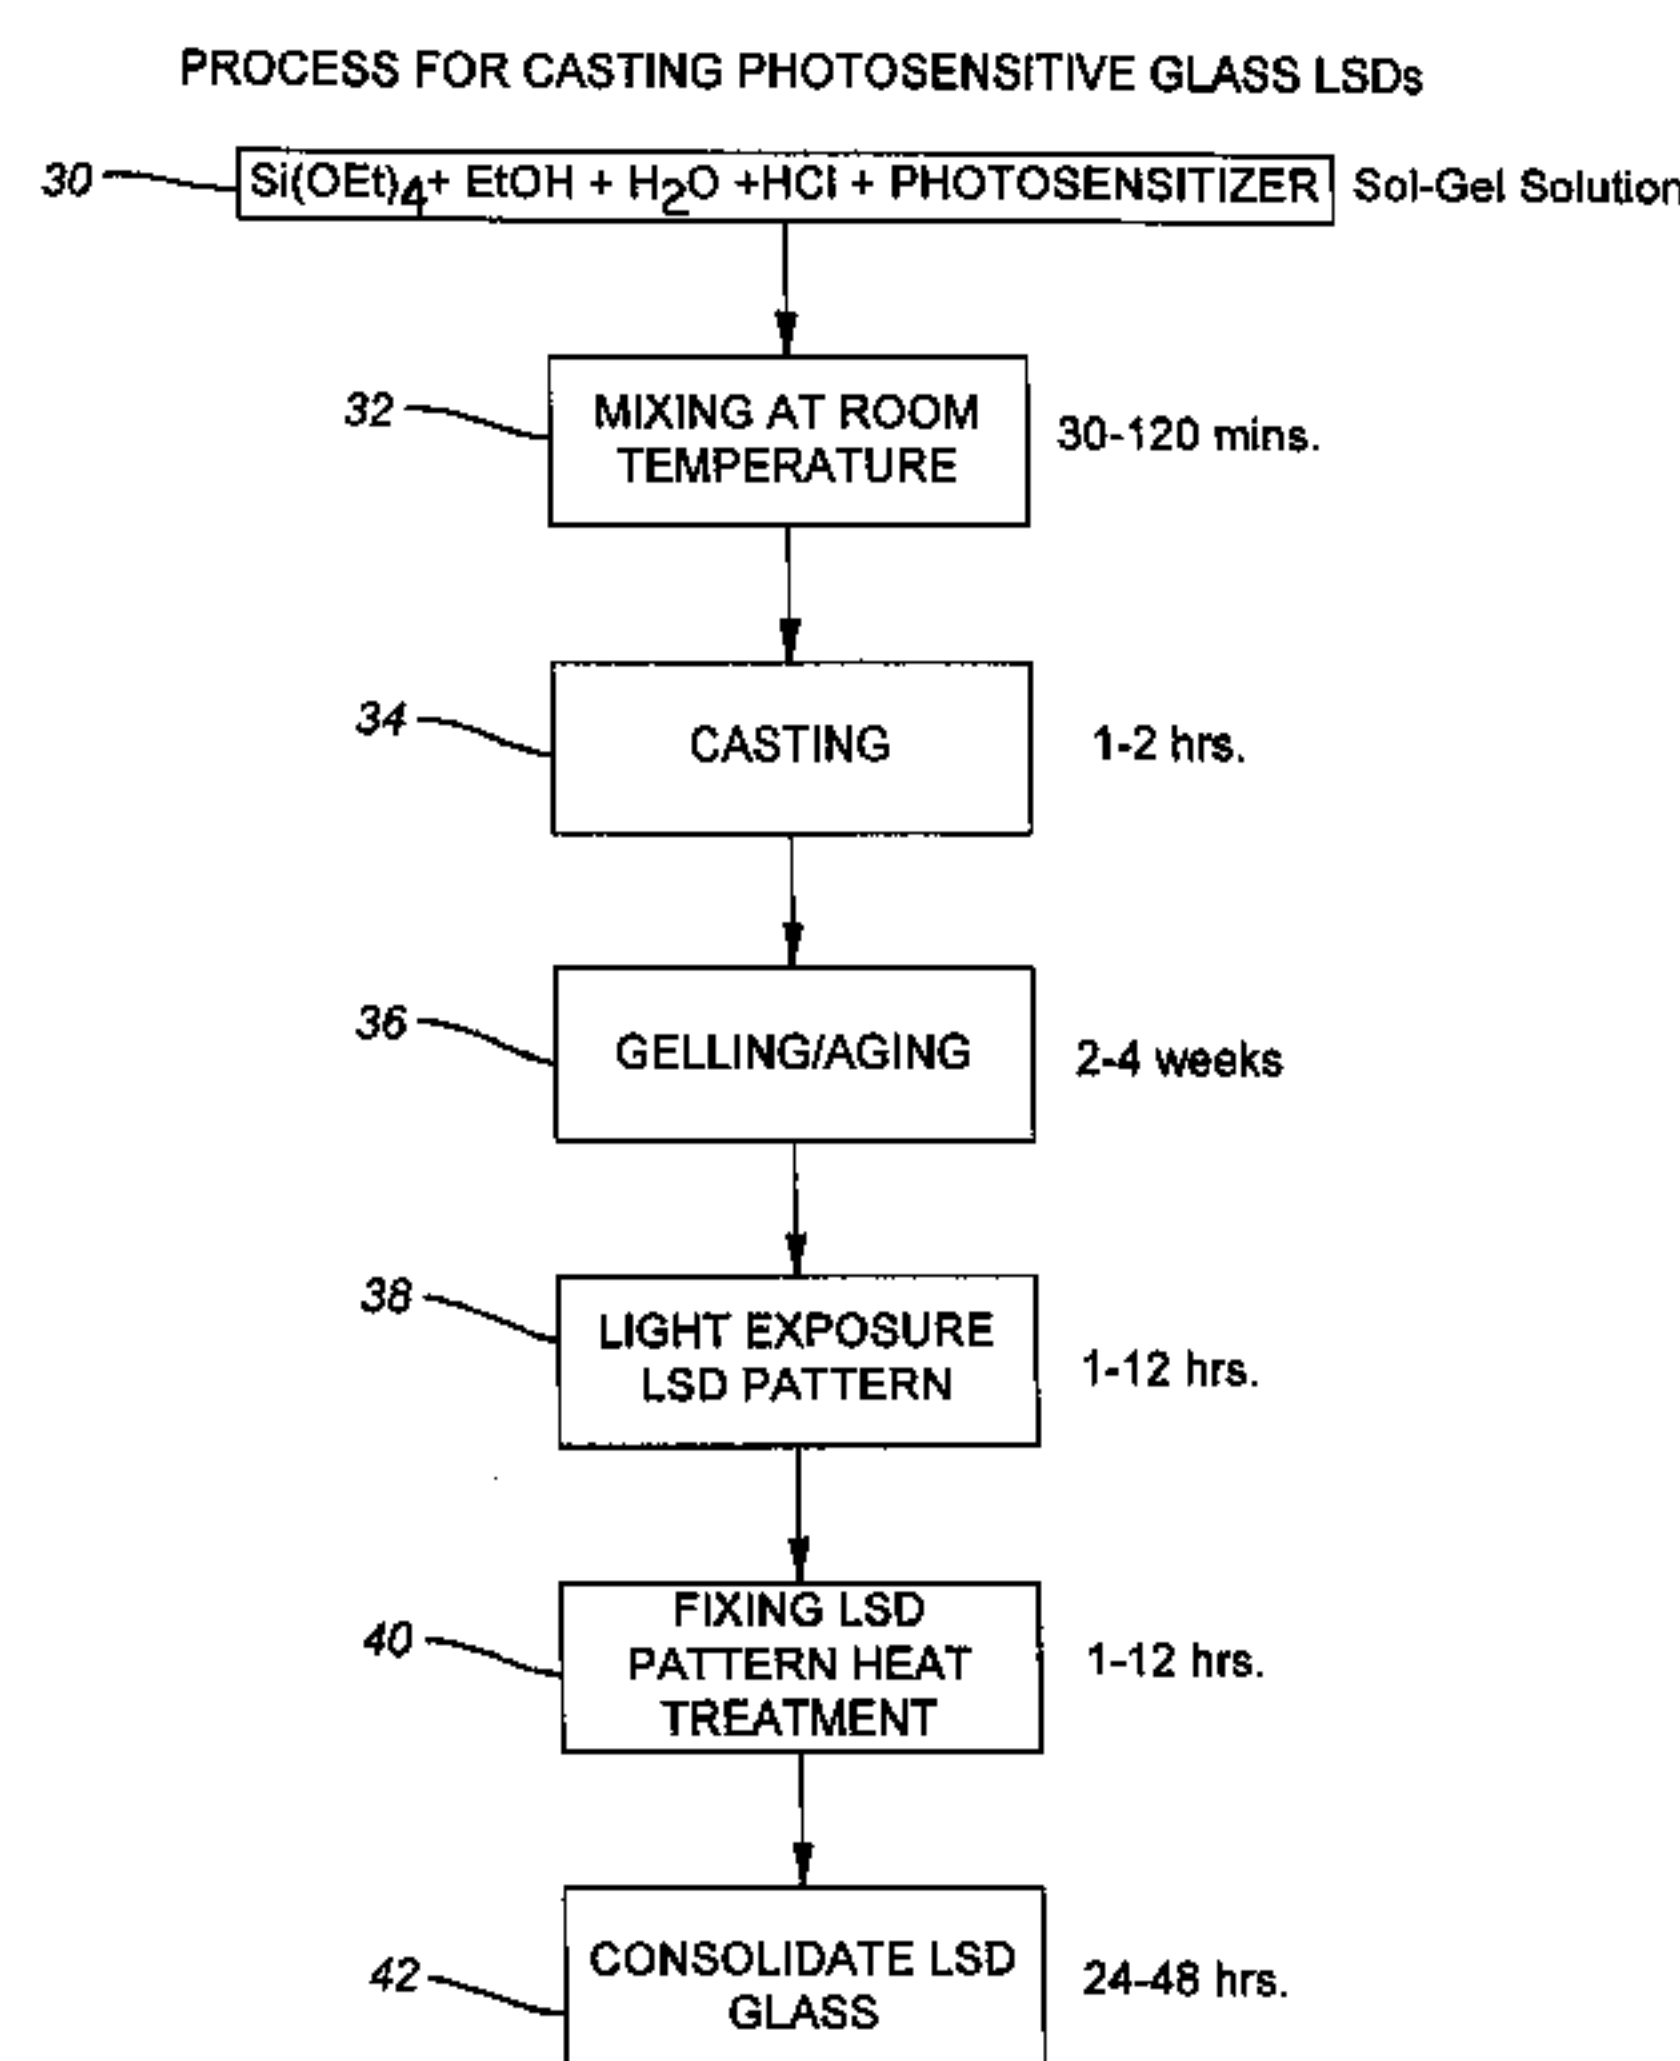 PROCESS FOR CASTING PHOTOSENSITIVE GLASS LSDs
30 Si(OEt)4+ EtOH + H2O +HCl + PHOTOSENSITIZER Sol-Gel Solution
32
MIXING AT ROOM
TEMPERATURE
30-120 mins.
34
CASTING
1-2 hrs.
36
GELLING/AGING
2-4 weeks
38
LIGHT EXPOSURE
LSD PATTERN
1-12 hrs.
40
FIXING LSD
PATTERN HEAT
TREATMENT
1-12 hrs.
42
CONSOLIDATE LSD
GLASS
24-48 hrs.